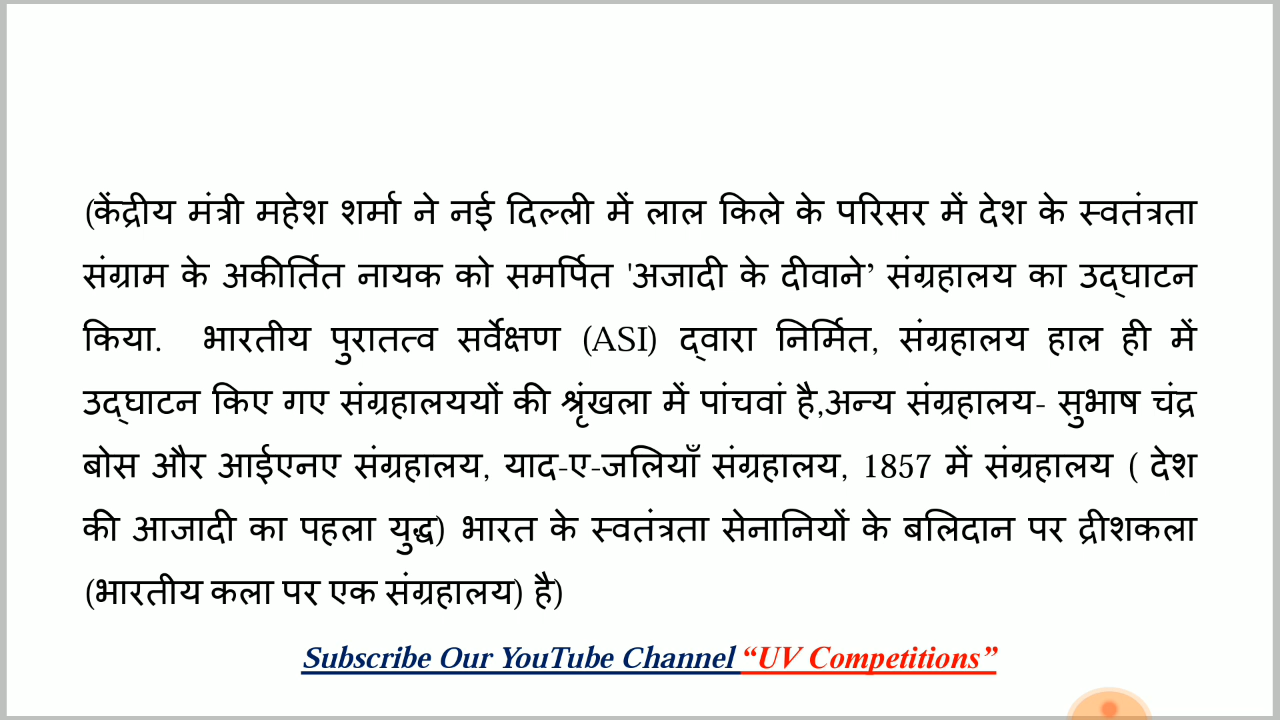 (केंद्रीय मंत्री महेश शर्मा ने नई दिल्ली में लाल किले के परिसर में देश के स्वतंत्रता
संग्राम के अकीर्तित नायक को समर्पित 'अजादी के दीवाने’ संग्रहालय का उद्घाटन
किया. भारतीय पुरातत्व सर्वेक्षण (ASI) द्वारा निर्मित, संग्रहालय हाल ही में
उद्घाटन किए गए संग्रहालययों की श्रृंखला में पांचवां है,अन्य संग्रहालय- सुभाष चंद्र
बोस और आईएनए संग्रहालय, याद-ए-जलियाँ संग्रहालय, 1857 में संग्रहालय ( देश
की आजादी का पहला युद्ध) भारत के स्वतंत्रता सेनानियों के बलिदान पर द्रीशकला
(भारतीय कला पर एक संग्रहालय) है)
Subscribe Our YouTube Channel “UV Competitions”